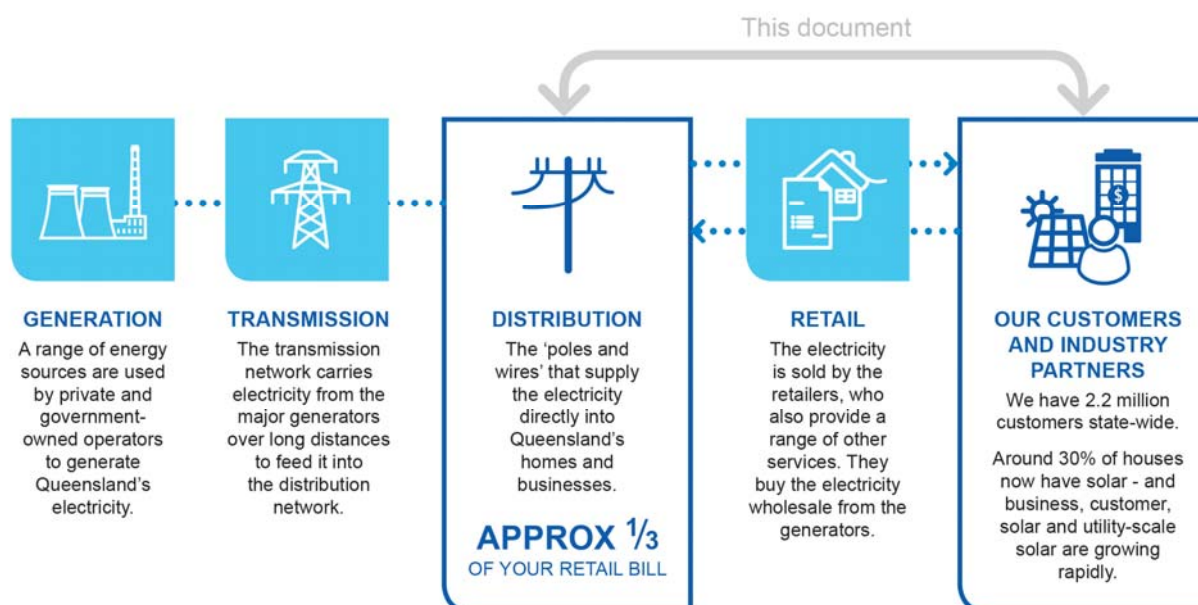 This document
GENERATION
A range of energy
sources are used
by private and
government-
owned operators
to generate
Queensland's
electricity.
TRANSMISSION
The transmission
network carries
electricity from the
major generators
over long distances
to feed it into
the distribution
network.
DISTRIBUTION
The 'poles and
wires' that supply
the electricity
directly into
Queensland's
homes and
businesses.
APPROX 1/3
OF YOUR RETAIL BILL
RETAIL
The electricity
is sold by the
retailers, who
also provide a
range of other
services. They
buy the electricity
wholesale from the
generators.
$
OUR CUSTOMERS
AND INDUSTRY
PARTNERS
We have 2.2 million
customers state-wide.
Around 30% of houses
now have solar - and
business, customer,
solar and utility-scale
solar are growing
rapidly.